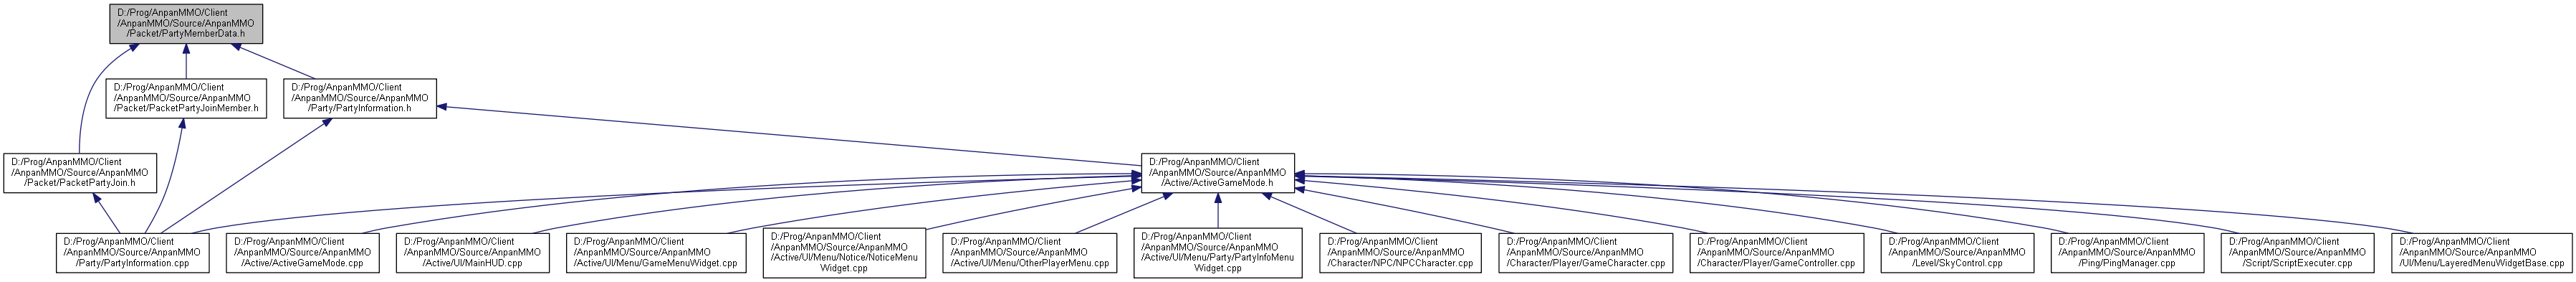 D:/Prog/AnpanMMO/Client
/AnpanMMO/Source/AnpanMMO
/Packet/PartyMemberData.h
D:/Prog/AnpanMMO/Client
/AnpanMMO/Source/AnpanMMO
/Packet/PacketPartyJoinMember.h
D:/Prog/AnpanMMO/Client
/AnpanMMO/Source/AnpanMMO
/Party/PartyInformation.h
D:/Prog/AnpanMMO/Client
/AnpanMMO/Source/AnpanMMO
/Packet/PacketPartyJoin.h
D:/Prog/AnpanMMO/Client
/AnpanMMO/Source/AnpanMMO
/Active/ActiveGameMode.h
D:/Prog/AnpanMMO/Client
/AnpanMMO/Source/AnpanMMO
/Party/PartyInformation.cpp
D:/Prog/AnpanMMO/Client
/AnpanMMO/Source/AnpanMMO
/Active/ActiveGameMode.cpp
D:/Prog/AnpanMMO/Client
/AnpanMMO/Source/AnpanMMO
/Active/UI/MainHUD.cpp
D:/Prog/AnpanMMO/Client
/AnpanMMO/Source/AnpanMMO
/Active/UI/Menu/GameMenuWidget.cpp
D:/Prog/AnpanMMO/Client
/AnpanMMO/Source/AnpanMMO
/Active/UI/Menu/Notice/NoticeMenu
Widget.cpp
D:/Prog/AnpanMMO/Client
/AnpanMMO/Source/AnpanMMO
/Active/UI/Menu/OtherPlayerMenu.cpp
D:/Prog/AnpanMMO/Client
/AnpanMMO/Source/AnpanMMO
/Active/UI/Menu/Party/PartyInfoMenu
Widget.cpp
D:/Prog/AnpanMMO/Client
/AnpanMMO/Source/AnpanMMO
/Character/NPC/NPCCharacter.cpp
D:/Prog/AnpanMMO/Client
/AnpanMMO/Source/AnpanMMO
/Character/Player/GameCharacter.cpp
D:/Prog/AnpanMMO/Client
/AnpanMMO/Source/AnpanMMO
/Character/Player/GameController.cpp
D:/Prog/AnpanMMO/Client
/AnpanMMO/Source/AnpanMMO
/Level/SkyControl.cpp
D:/Prog/AnpanMMO/Client
/AnpanMMO/Source/AnpanMMO
/Ping/PingManager.cpp
D:/Prog/AnpanMMO/Client
/AnpanMMO/Source/AnpanMMO
/Script/ScriptExecuter.cpp
D:/Prog/AnpanMMO/Client
/AnpanMMO/Source/AnpanMMO
/UI/Menu/LayeredMenuWidgetBase.cpp